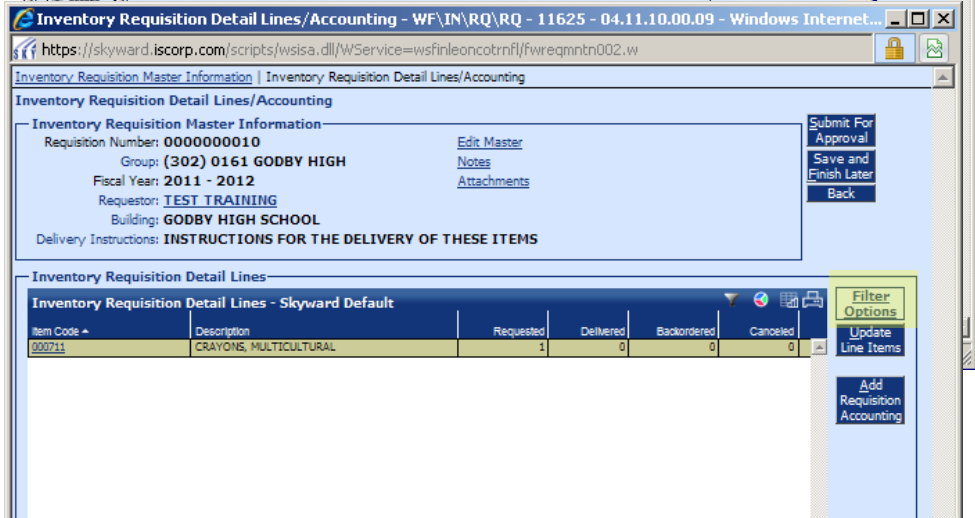 Inventory Requisition Detail Lines/Accounting - WF\IN\RQ\RQ - 11625 - 04.11.10.00.09 - Windows Internet...
https://skyward.iscorp.com/scripts/wsisa.dll/WService=wsfinleoncotrnfl/fwreqmntn002.w
Inventory Requisition Master Information | Inventory Requisition Detail Lines/Accounting
Inventory Requisition Detail Lines/Accounting
Inventory Requisition Master Information
Requisition Number: 0000000010
Edit Master
Group: (302) 0161 GODBY HIGH
Notes
Fiscal Year: 2011 - 2012
Attachments
Requestor: TEST TRAINING
Building: GODBY HIGH SCHOOL
Delivery Instructions: INSTRUCTIONS FOR THE DELIVERY OF THESE ITEMS
Submit For
Approval
Save and
Finish Later
Back
Inventory Requisition Detail Lines
Inventory Requisition Detail Lines - Skyward Default
Item Code Description Requested Delivered Backordered Canceled
000711 CRAYONS, MULTICULTURAL 1 0 0 0
Filter
Options
Update
Line Items
Add
Requisition
Accounting